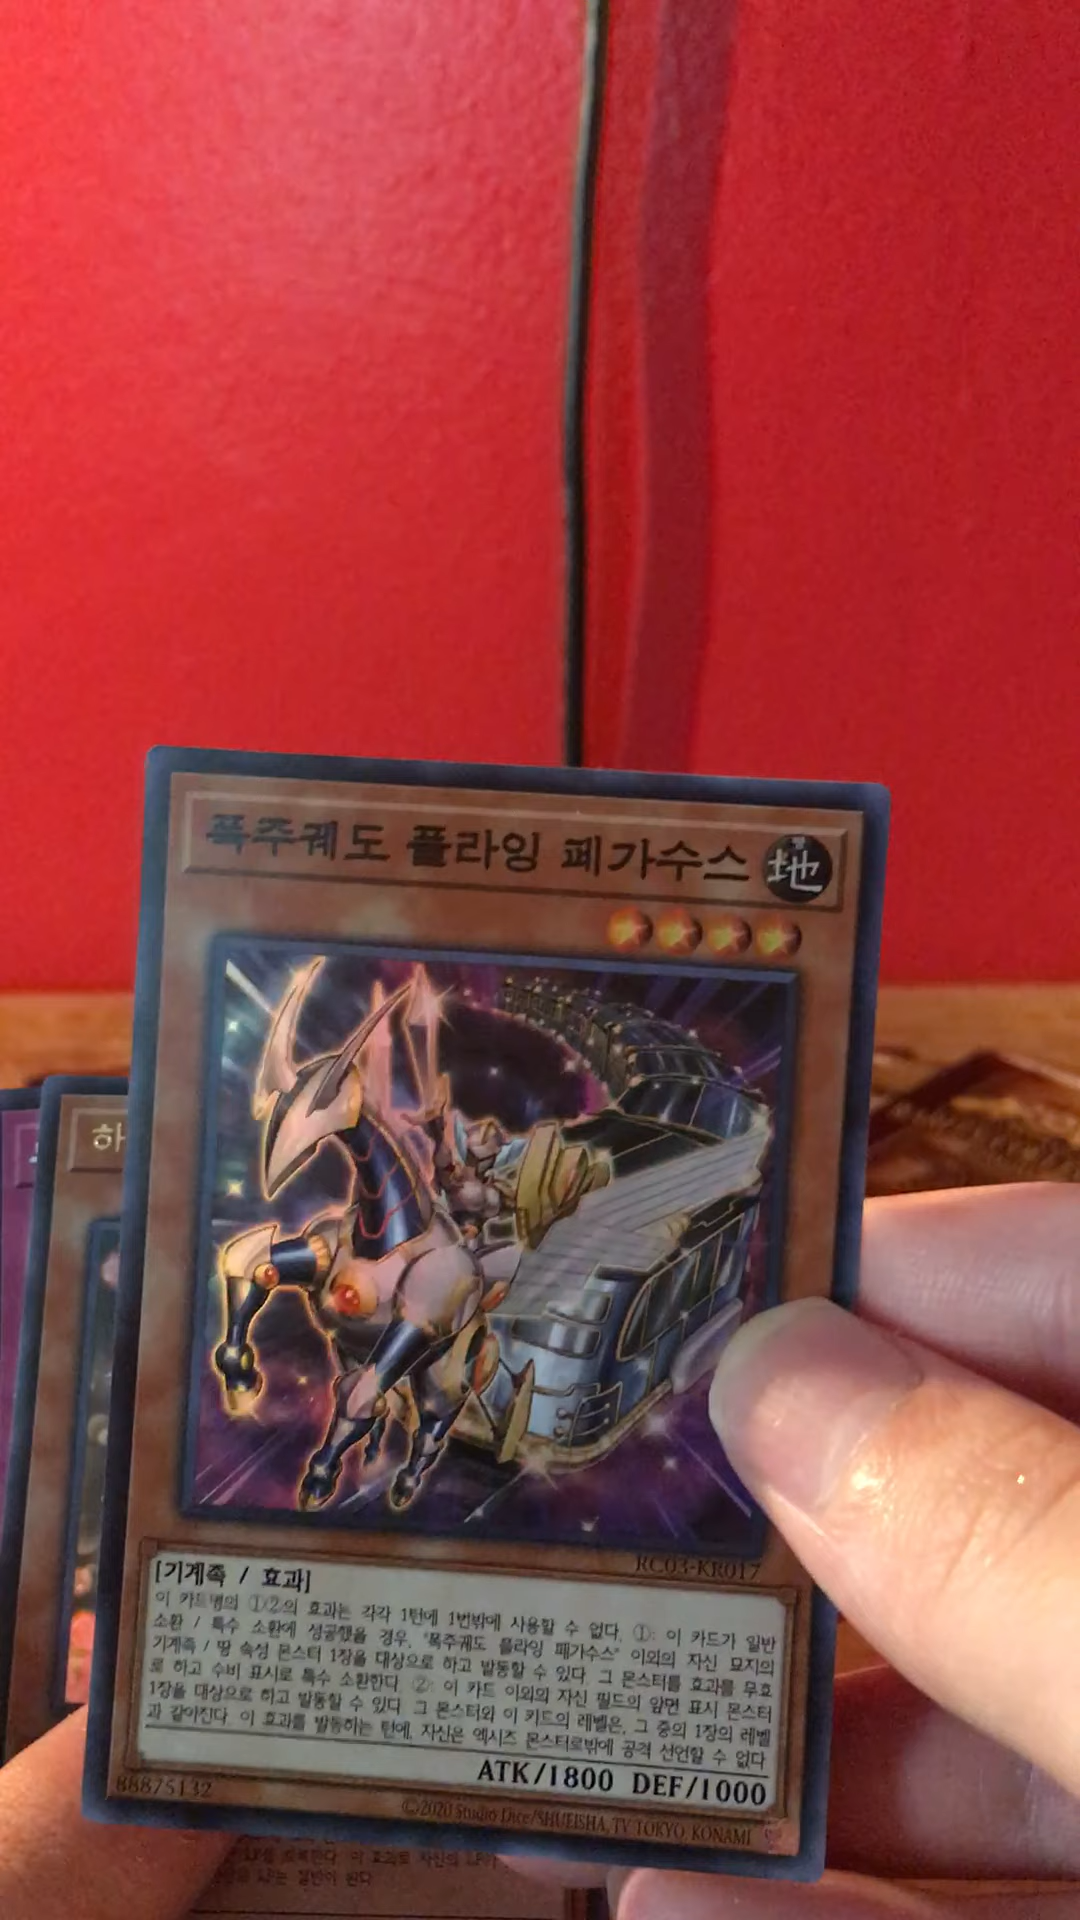 폭주궤도 플라잉 페가수스
地
하
RC03-KR017
[기계족 / 효과]
이 카드명의 ①②의 효과는 각각 1턴에 1번밖에 사용할 수 없다. ①: 이 카드가 일반
소환 / 특수 소환에 성공했을 경우, "폭주궤도 플라잉 페가수스" 이외의 자신 묘지의
기계족 / 땅 속성 몬스터 1장을 대상으로 하고 발동할 수 있다. 그 몬스터를 효과를 무효
로 하고 수비 표시로 특수 소환한다. ②: 이 카드 이외의 자신 필드의 앞면 표시 몬스터
1장을 대상으로 하고 발동할 수 있다. 그 몬스터와 이 카드의 레벨은, 그 중의 1장의 레벨
과 같아진다. 이 효과를 발동하는 턴에, 자신은 엑시즈 몬스터로밖에 공격 선언할 수 없다.
ATK/1800 DEF/1000
88875132
©2020 Studio Dice/SHUEISHA, TV TOKYO, KONAMI
절반이 된다